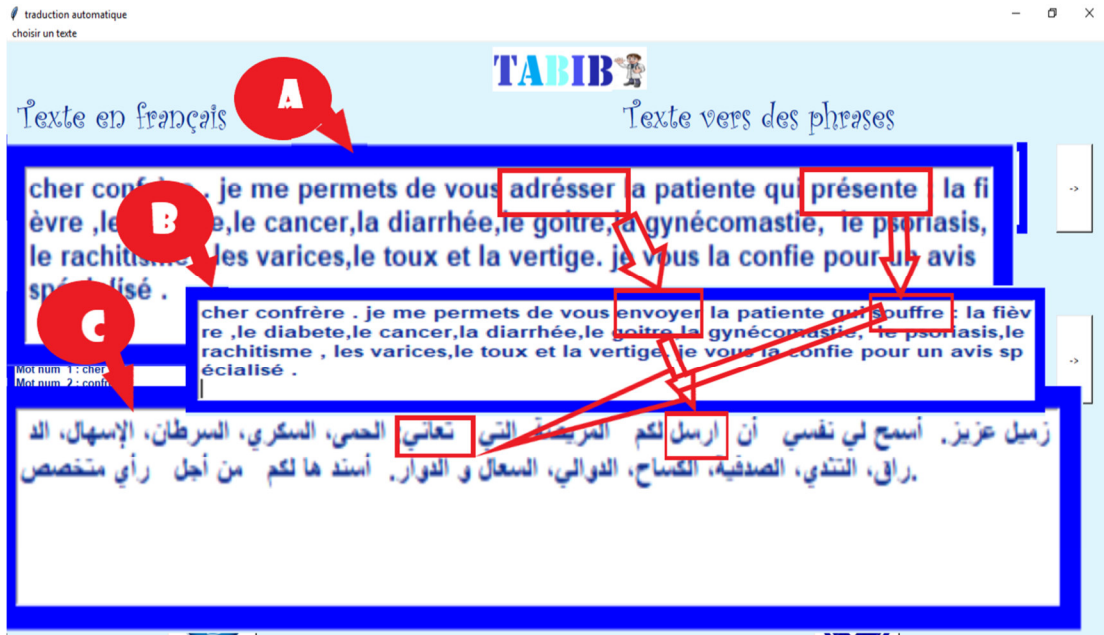 traduction automatique
choisir un texte
TABIB
Texte en français
Texte vers des phrases
A
cher . je me permets de vous adrésser la patiente qui présente : la fi
èvre ,le cancer,la diarrhée,le goitre,la gynécomastie, le psoriasis,
le les varices,le toux et la vertige. je vous la confie pour un avis
.
->
B
cher confrère . je me permets de vous envoyer la patiente qui souffre : la fièv
re ,le diabete,le cancer,la diarrhée,le goitre,la gynécomastie, le psoriasis,le
rachitisme , les varices,le toux et la vertige. je vous la confie pour un avis sp
écialisé .
->
Mot num 1 : cher
Mot num 2 :
C
زميل عزيز. أسمح لي نفسي أن ارسل لكم المريضة التي تعاني: الحمى، السكري، السرطان، الإسهال، الد
راق، التثدي، الصدفية، الكساح، الدوالي، السعال و الدوار. أسند ها لكم من أجل رأي متخصص.